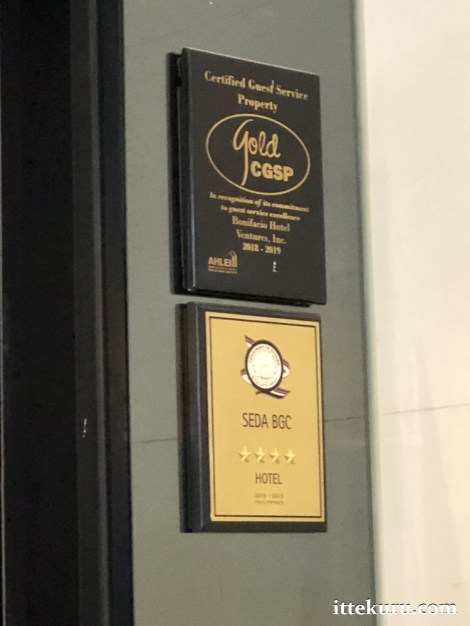 Certified Guest Service
Property
Gold
CGSP
In recognition of its commitment
to guest service excellence
Bonifacio Hotel
Ventures, Inc.
2018 - 2019
AHLEI
SEDA BGC
HOTEL
PHILIPPINES
ittekuru.com